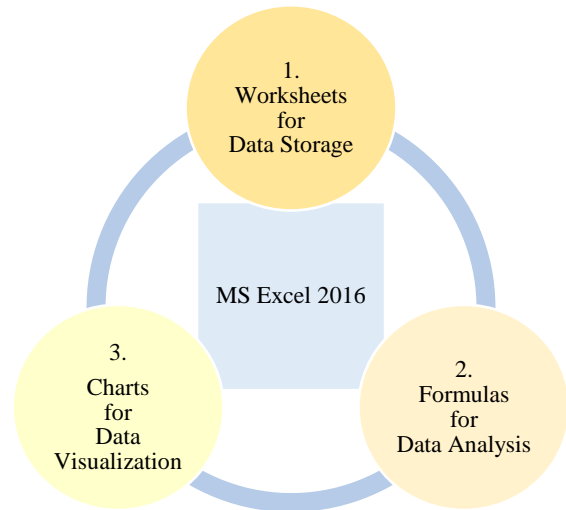 1.
Worksheets
for
Data Storage
MS Excel 2016
2.
Formulas
for
Data Analysis
3.
Charts
for
Data
Visualization